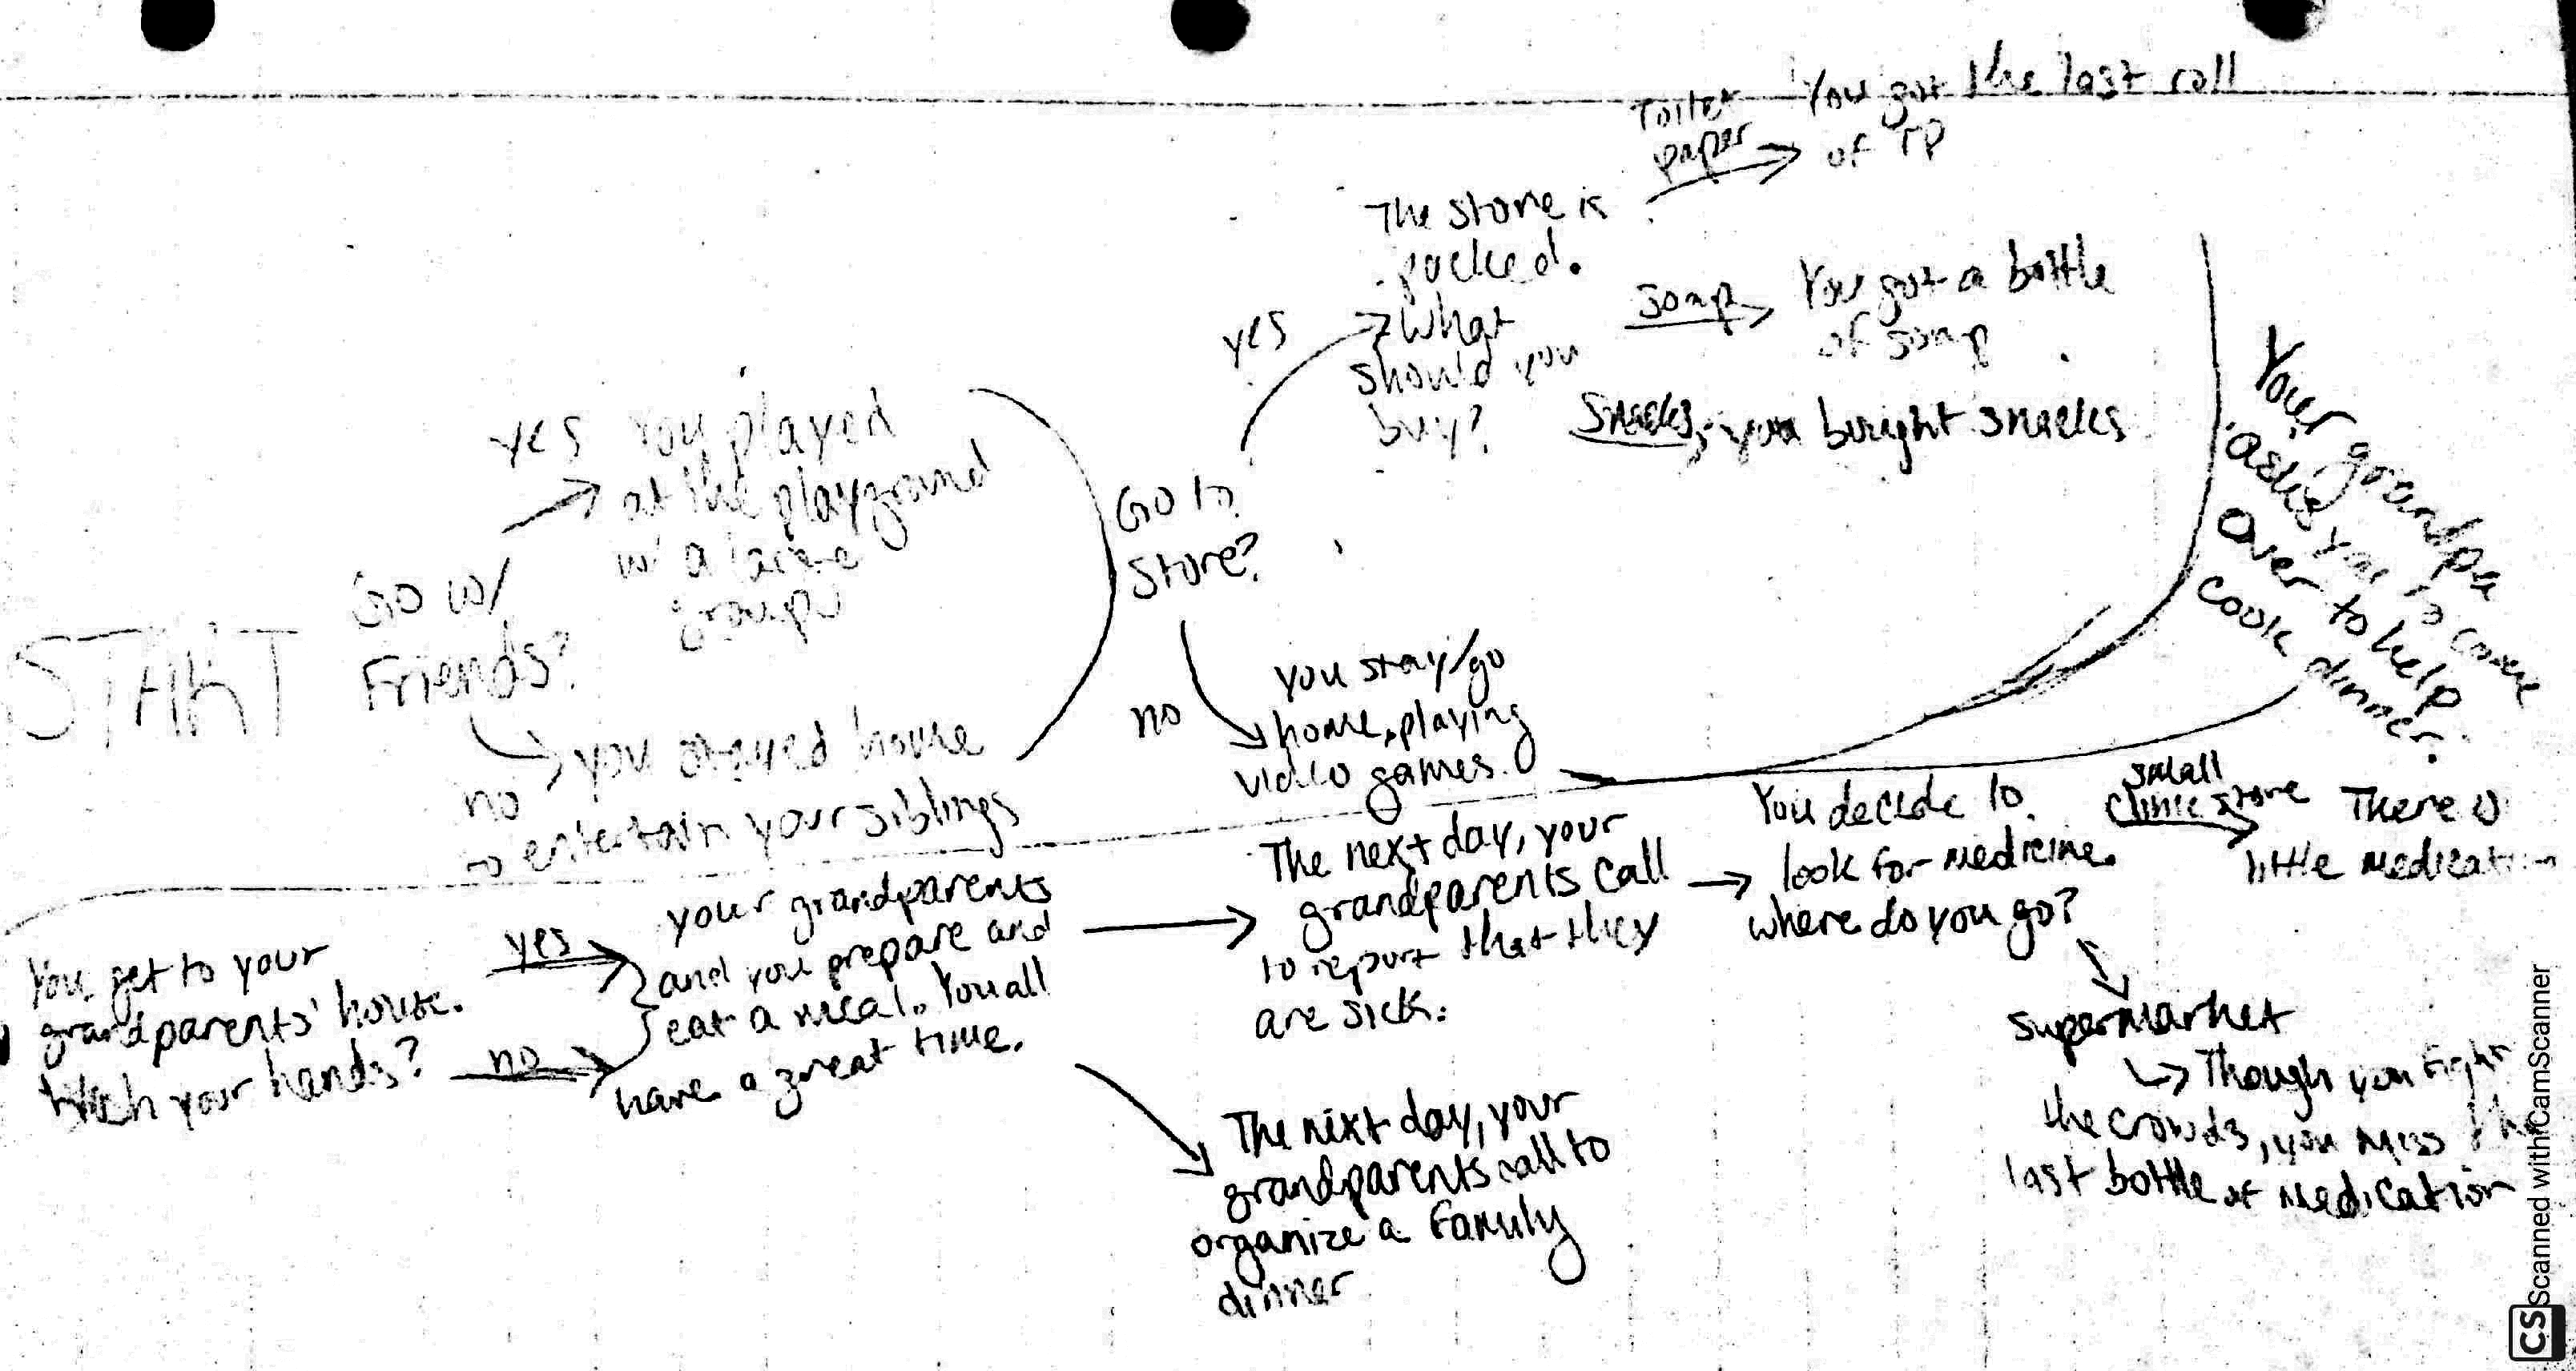 START
Go w/
Friends?
yes
You played
at the playground
w/ a large
group
no
you stayed home
to entertain your siblings
Go to
Store?
yes
The store is
packed.
What
should you
buy?
Toilet
paper
You got the last roll
of TP
Soap
You got a bottle
of soap
Snacks
you bought snacks
no
you stay/go
home, playing
video games.
Your grandpa
asks you to come
over to help
cook dinner.
You get to your
grandparents' house.
your hands?
yes
no
your grandparents
and you prepare and
eat a meal. You all
have a great time.
The next day, your
grandparents call
to report that they
are sick.
The next day, your
grandparents call to
organize a family
dinner
You decide to
look for medicine.
where do you go?
small
clinic store
There is
little medication
supermarket
Though you fight
the crowds, you miss the
last bottle of medication
CS Scanned with CamScanner